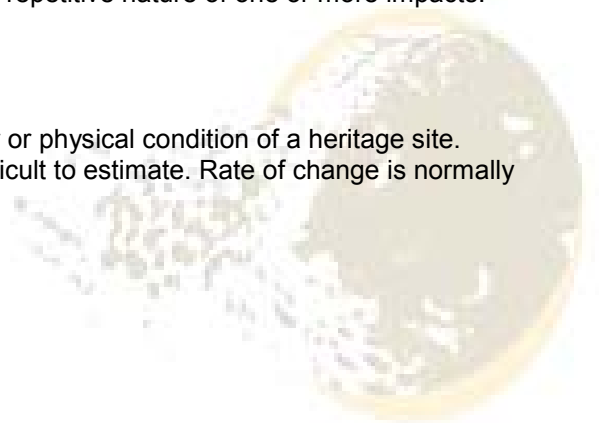 repetitive nature of one or more impacts.
or physical condition of a heritage site.
ficult to estimate. Rate of change is normally